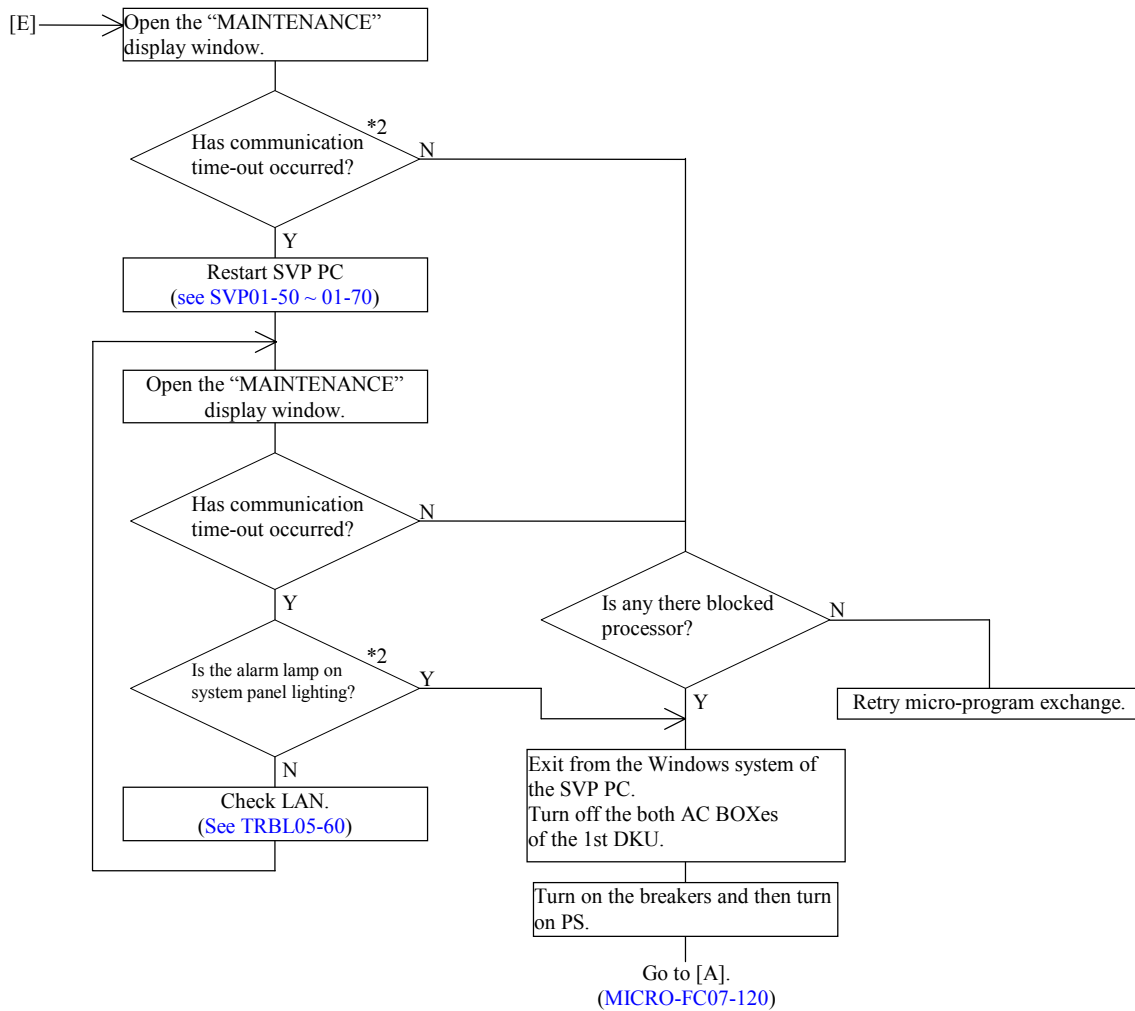 [E]
Open the “MAINTENANCE”
display window.
*2
Has communication
time-out occurred?
N
Y
Restart SVP PC
(see SVP01-50 ~ 01-70)
Open the “MAINTENANCE”
display window.
Has communication
time-out occurred?
N
Y
*2
Is the alarm lamp on
system panel lighting?
Y
N
Check LAN.
(See TRBL05-60)
Is any there blocked
processor?
N
Y
Retry micro-program exchange.
Exit from the Windows system of
the SVP PC.
Turn off the both AC BOXes
of the 1st DKU.
Turn on the breakers and then turn
on PS.
Go to [A].
(MICRO-FC07-120)